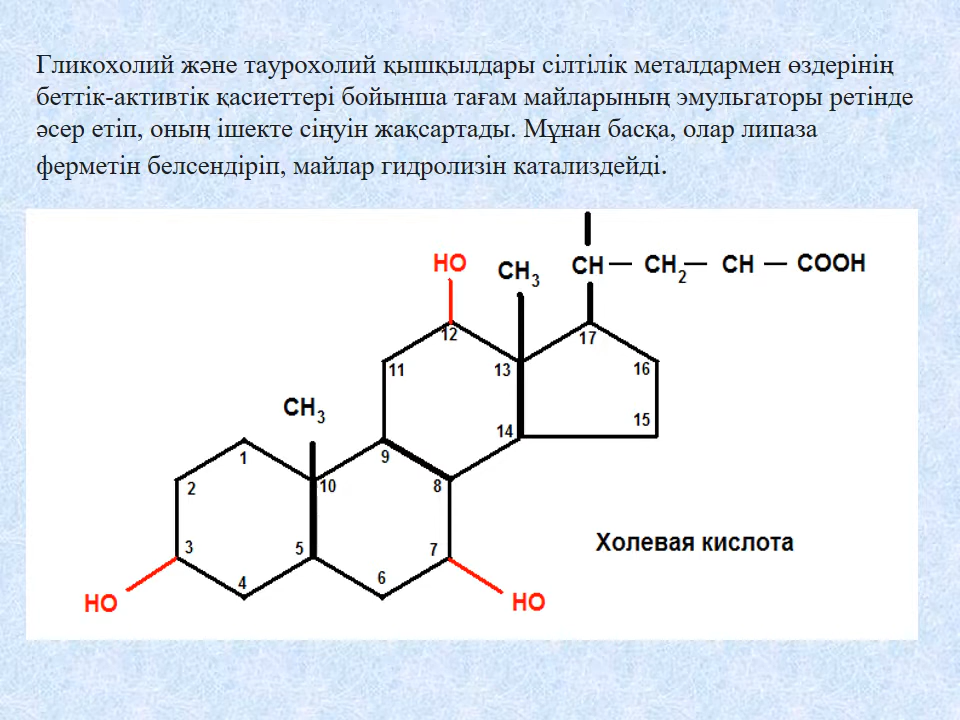 Гликохолий және таурохолий қышқылдары сілтілік металдармен өздерінің
беттік-активтік қасиеттері бойынша тағам майларының эмульгаторы ретінде
әсер етіп, оның ішекте сіңуін жақсартады. Мұнан басқа, олар липаза
ферметін белсендіріп, майлар гидролизін катализдейді.
HO
CH3
CH — CH2 — CH — COOH
12
17
11
13
16
CH3
14
15
1
9
2
10
8
3
5
7
4
6
Холевая кислота
HO
HO